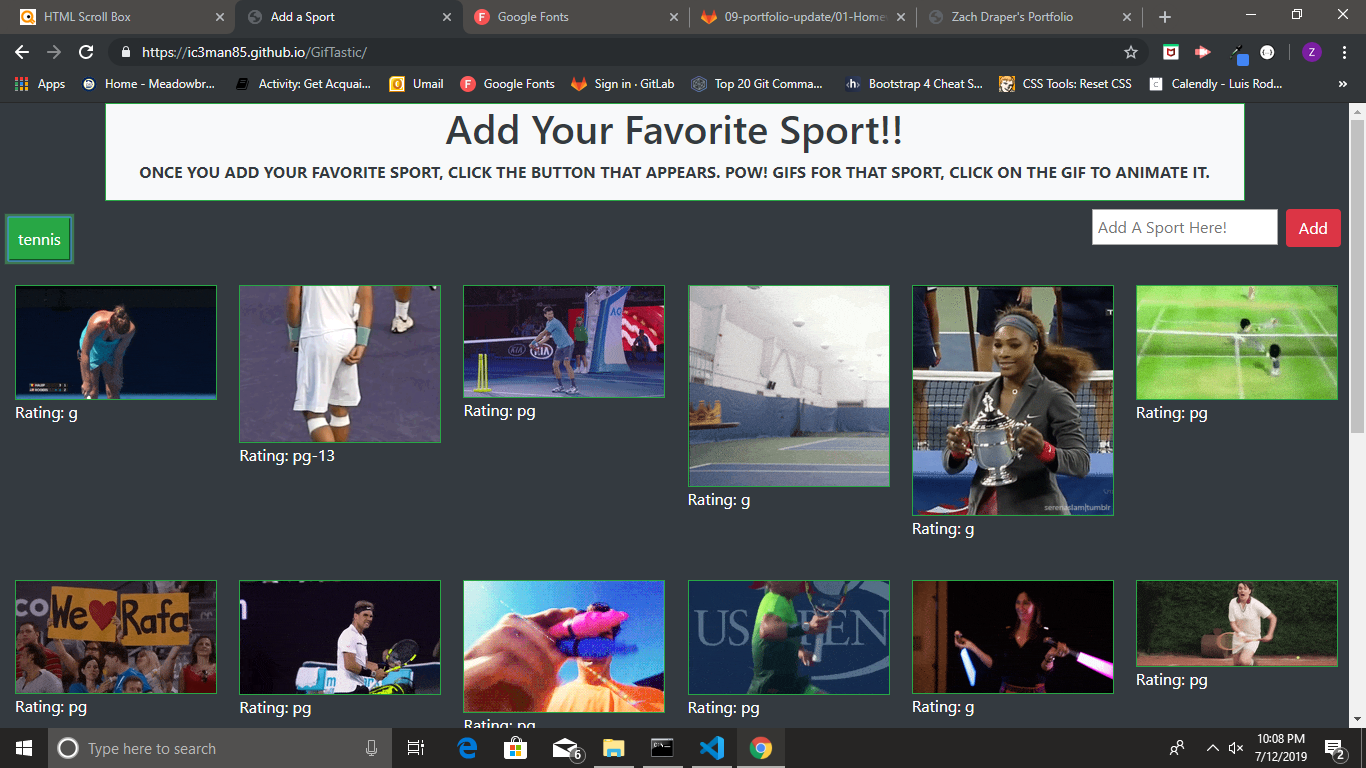 HTML Scroll Box
Add a Sport
Google Fonts
09-portfolio-update/01-Home
Zach Draper's Portfolio
https://ic3man85.github.io/GifTastic/
Z
Apps
Home - Meadowbr...
Activity: Get Acquai...
Umail
Google Fonts
Sign in · GitLab
Top 20 Git Comma...
Bootstrap 4 Cheat S...
CSS Tools: Reset CSS
Calendly - Luis Rod...
Add Your Favorite Sport!!
ONCE YOU ADD YOUR FAVORITE SPORT, CLICK THE BUTTON THAT APPEARS. POW! GIFS FOR THAT SPORT, CLICK ON THE GIF TO ANIMATE IT.
tennis
Add A Sport Here!
Add
KIA
serenaslam|tumblr
Rating: g
Rating: pg-13
Rating: pg
Rating: g
Rating: g
Rating: pg
We Rafa
US OPEN
Rating: pg
Rating: pg
Rating: pg
Rating: pg
Rating: g
Rating: pg
Type here to search
6
10:08 PM
7/12/2019
2